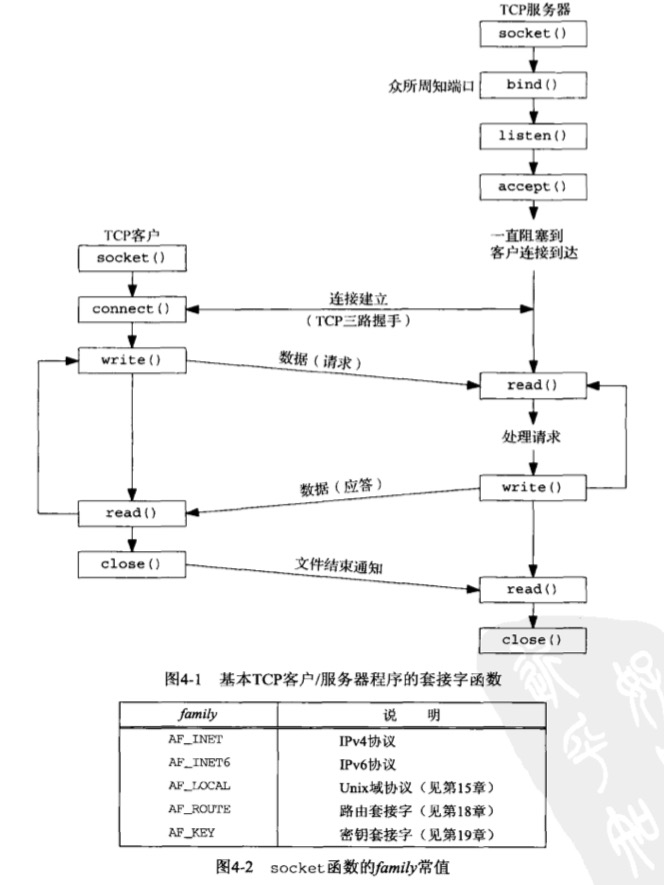 TCP服务器
socket()
众所周知端口
bind()
listen()
accept()
一直阻塞到
客户连接到达
TCP客户
socket()
connect()
连接建立
（TCP三路握手）
write()
数据（请求）
read()
处理请求
write()
数据（应答）
read()
close()
文件结束通知
read()
close()
图4-1 基本TCP客户/服务器程序的套接字函数
family 说 明
AF_INET IPv4协议
AF_INET6 IPv6协议
AF_LOCAL Unix域协议（见第15章）
AF_ROUTE 路由套接字（见第18章）
AF_KEY 密钥套接字（见第19章）
图4-2 socket函数的family常值